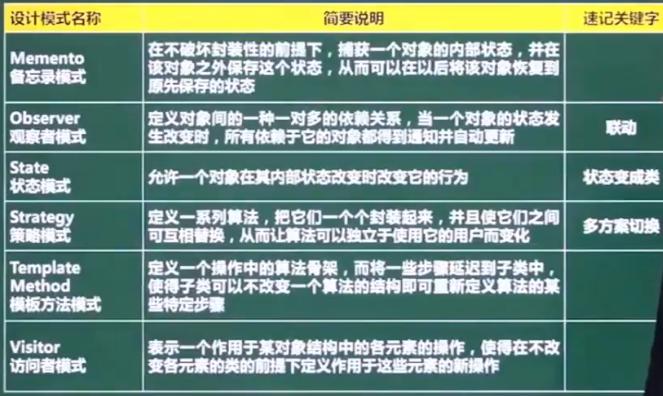 设计模式名称 简要说明 速记关键字
Memento
备忘录模式
在不破坏封装性的前提下，捕获一个对象的内部状态，并在
该对象之外保存这个状态，从而可以在以后将该对象恢复到
原先保存的状态
Observer
观察者模式
定义对象间的一种一对多的依赖关系，当一个对象的状态发
生改变时，所有依赖于它的对象都得到通知并自动更新
联动
State
状态模式
允许一个对象在其内部状态改变时改变它的行为
状态变成类
Strategy
策略模式
定义一系列算法，把它们一个个封装起来，并且使它们之间
可互相替换，从而让算法可以独立于使用它的用户而变化
多方案切换
Template
Method
模板方法模式
定义一个操作中的算法骨架，而将一些步骤延迟到子类中，
使得子类可以不改变一个算法的结构即可重新定义算法的某
些特定步骤
Visitor
访问者模式
表示一个作用于某对象结构中的各元素的操作，使得在不改
变各元素的类的前提下定义作用于这些元素的新操作